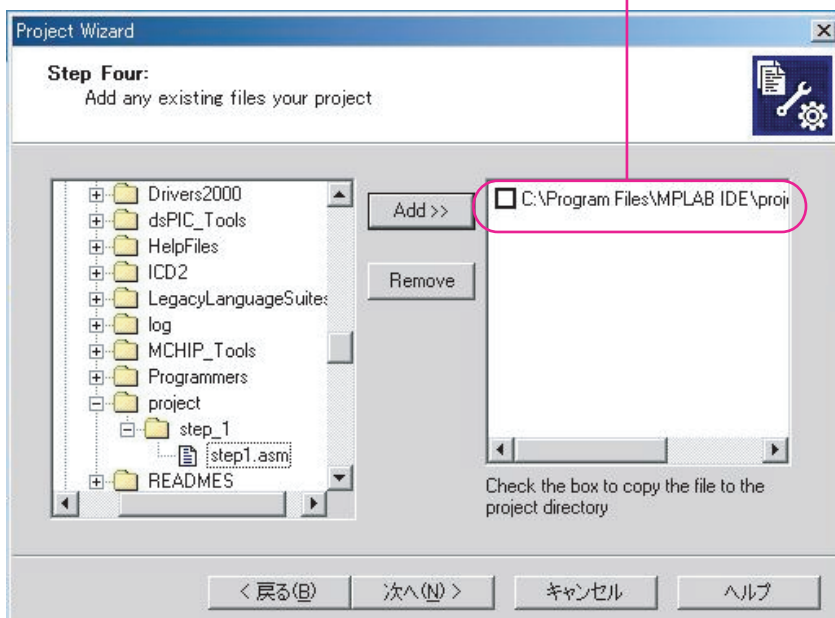 Project Wizard
Step Four:
Add any existing files your project
Drivers2000
dsPIC_Tools
HelpFiles
ICD2
LegacyLanguageSuites
log
MCHIP_Tools
Programmers
project
step_1
step1.asm
READMES
Add >>
Remove
C:\Program Files\MPLAB IDE\proj
Check the box to copy the file to the
project directory
< 戻る(B)
次へ(N) >
キャンセル
ヘルプ